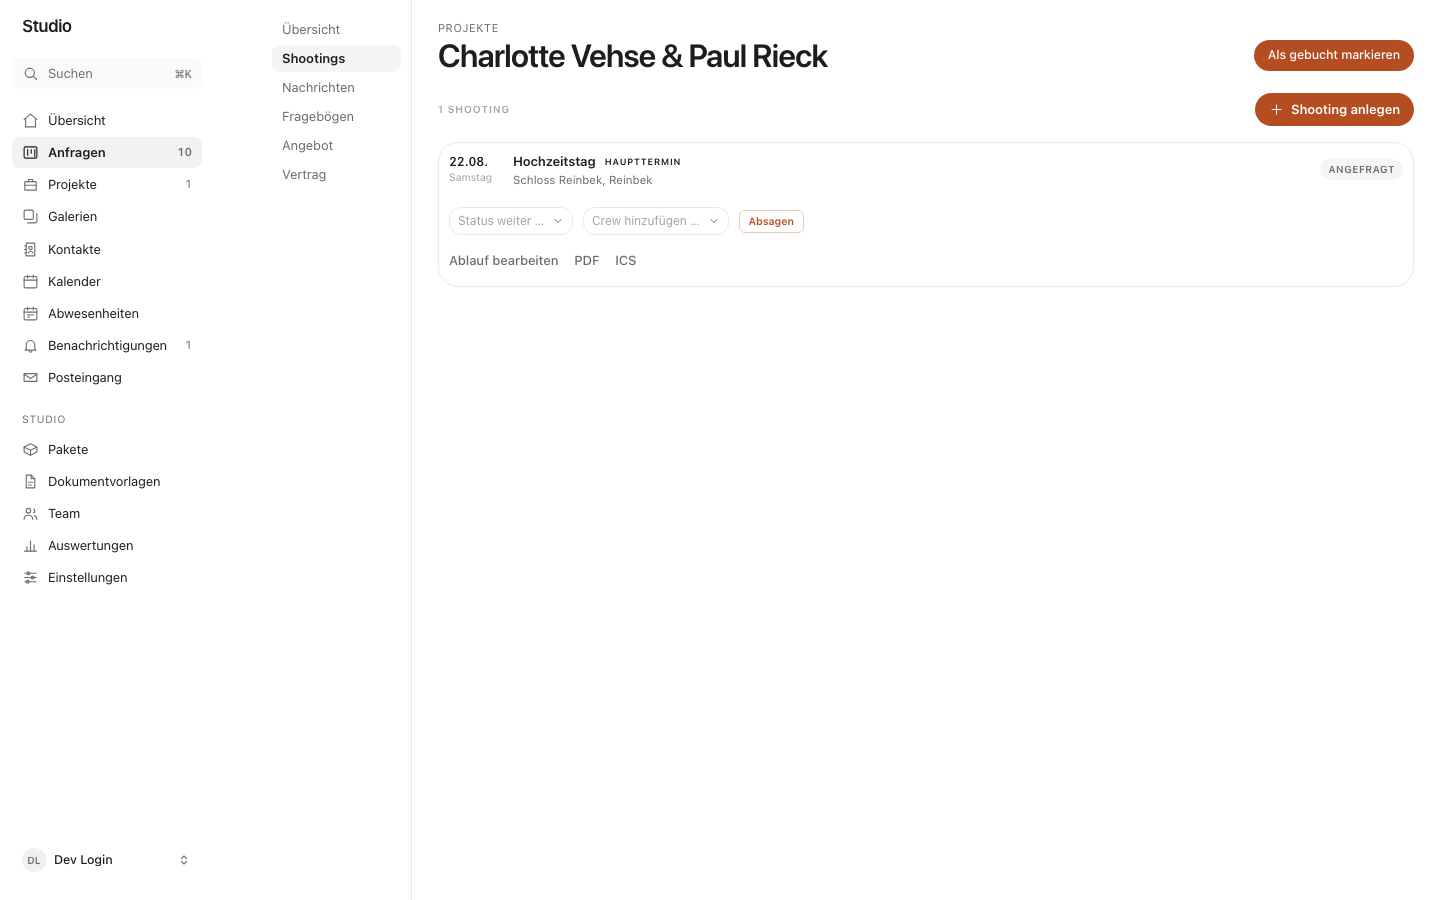 Studio
Suchen ⌘K
Übersicht
Anfragen 10
Projekte 1
Galerien
Kontakte
Kalender
Abwesenheiten
Benachrichtigungen 1
Posteingang
STUDIO
Pakete
Dokumentvorlagen
Team
Auswertungen
Einstellungen
DL Dev Login
Übersicht
Shootings
Nachrichten
Fragebögen
Angebot
Vertrag
PROJEKTE
Charlotte Vehse & Paul Rieck
Als gebucht markieren
1 SHOOTING
Shooting anlegen
22.08. Hochzeitstag HAUPTTERMIN
Samstag Schloss Reinbek, Reinbek
ANGEFRAGT
Status weiter ... Crew hinzufügen ... Absagen
Ablauf bearbeiten PDF ICS